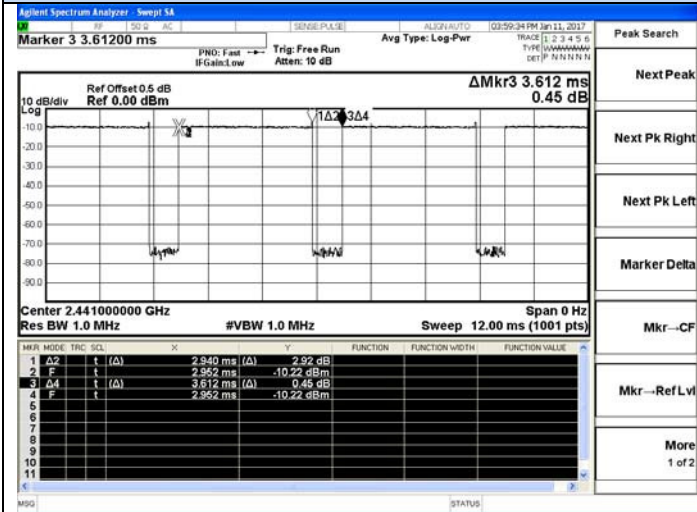 Agilent Spectrum Analyzer - Swept SA
RF 50 Ω AC SENSE:PULSE ALIGN AUTO 03:59:34 PM Jan 11, 2017
Marker 3 3.61200 ms
PNO: Fast
IFGain:Low
Trig: Free Run
Atten: 10 dB
Avg Type: Log-Pwr
TRACE 1 2 3 4 5 6
TYPE WWWWWW
DET P N N N N N
Ref Offset 0.5 dB
Ref 0.00 dBm
10 dB/div
Log
ΔMkr3 3.612 ms
0.45 dB
1Δ2 3Δ4
-10.0
-20.0
-30.0
-40.0
-50.0
-60.0
-70.0
-80.0
-90.0
Center 2.441000000 GHz Span 0 Hz
Res BW 1.0 MHz #VBW 1.0 MHz Sweep 12.00 ms (1001 pts)
MKR MODE TRC SCL X Y FUNCTION FUNCTION WIDTH FUNCTION VALUE
1 Δ2 t (Δ) 2.940 ms (Δ) 2.92 dB
2 F t 2.952 ms -10.22 dBm
3 Δ4 t (Δ) 3.612 ms (Δ) 0.45 dB
4 F t 2.952 ms -10.22 dBm
5
6
7
8
9
10
11
MSG STATUS
Peak Search
Next Peak
Next Pk Right
Next Pk Left
Marker Delta
Mkr→CF
Mkr→Ref Lvl
More
1 of 2